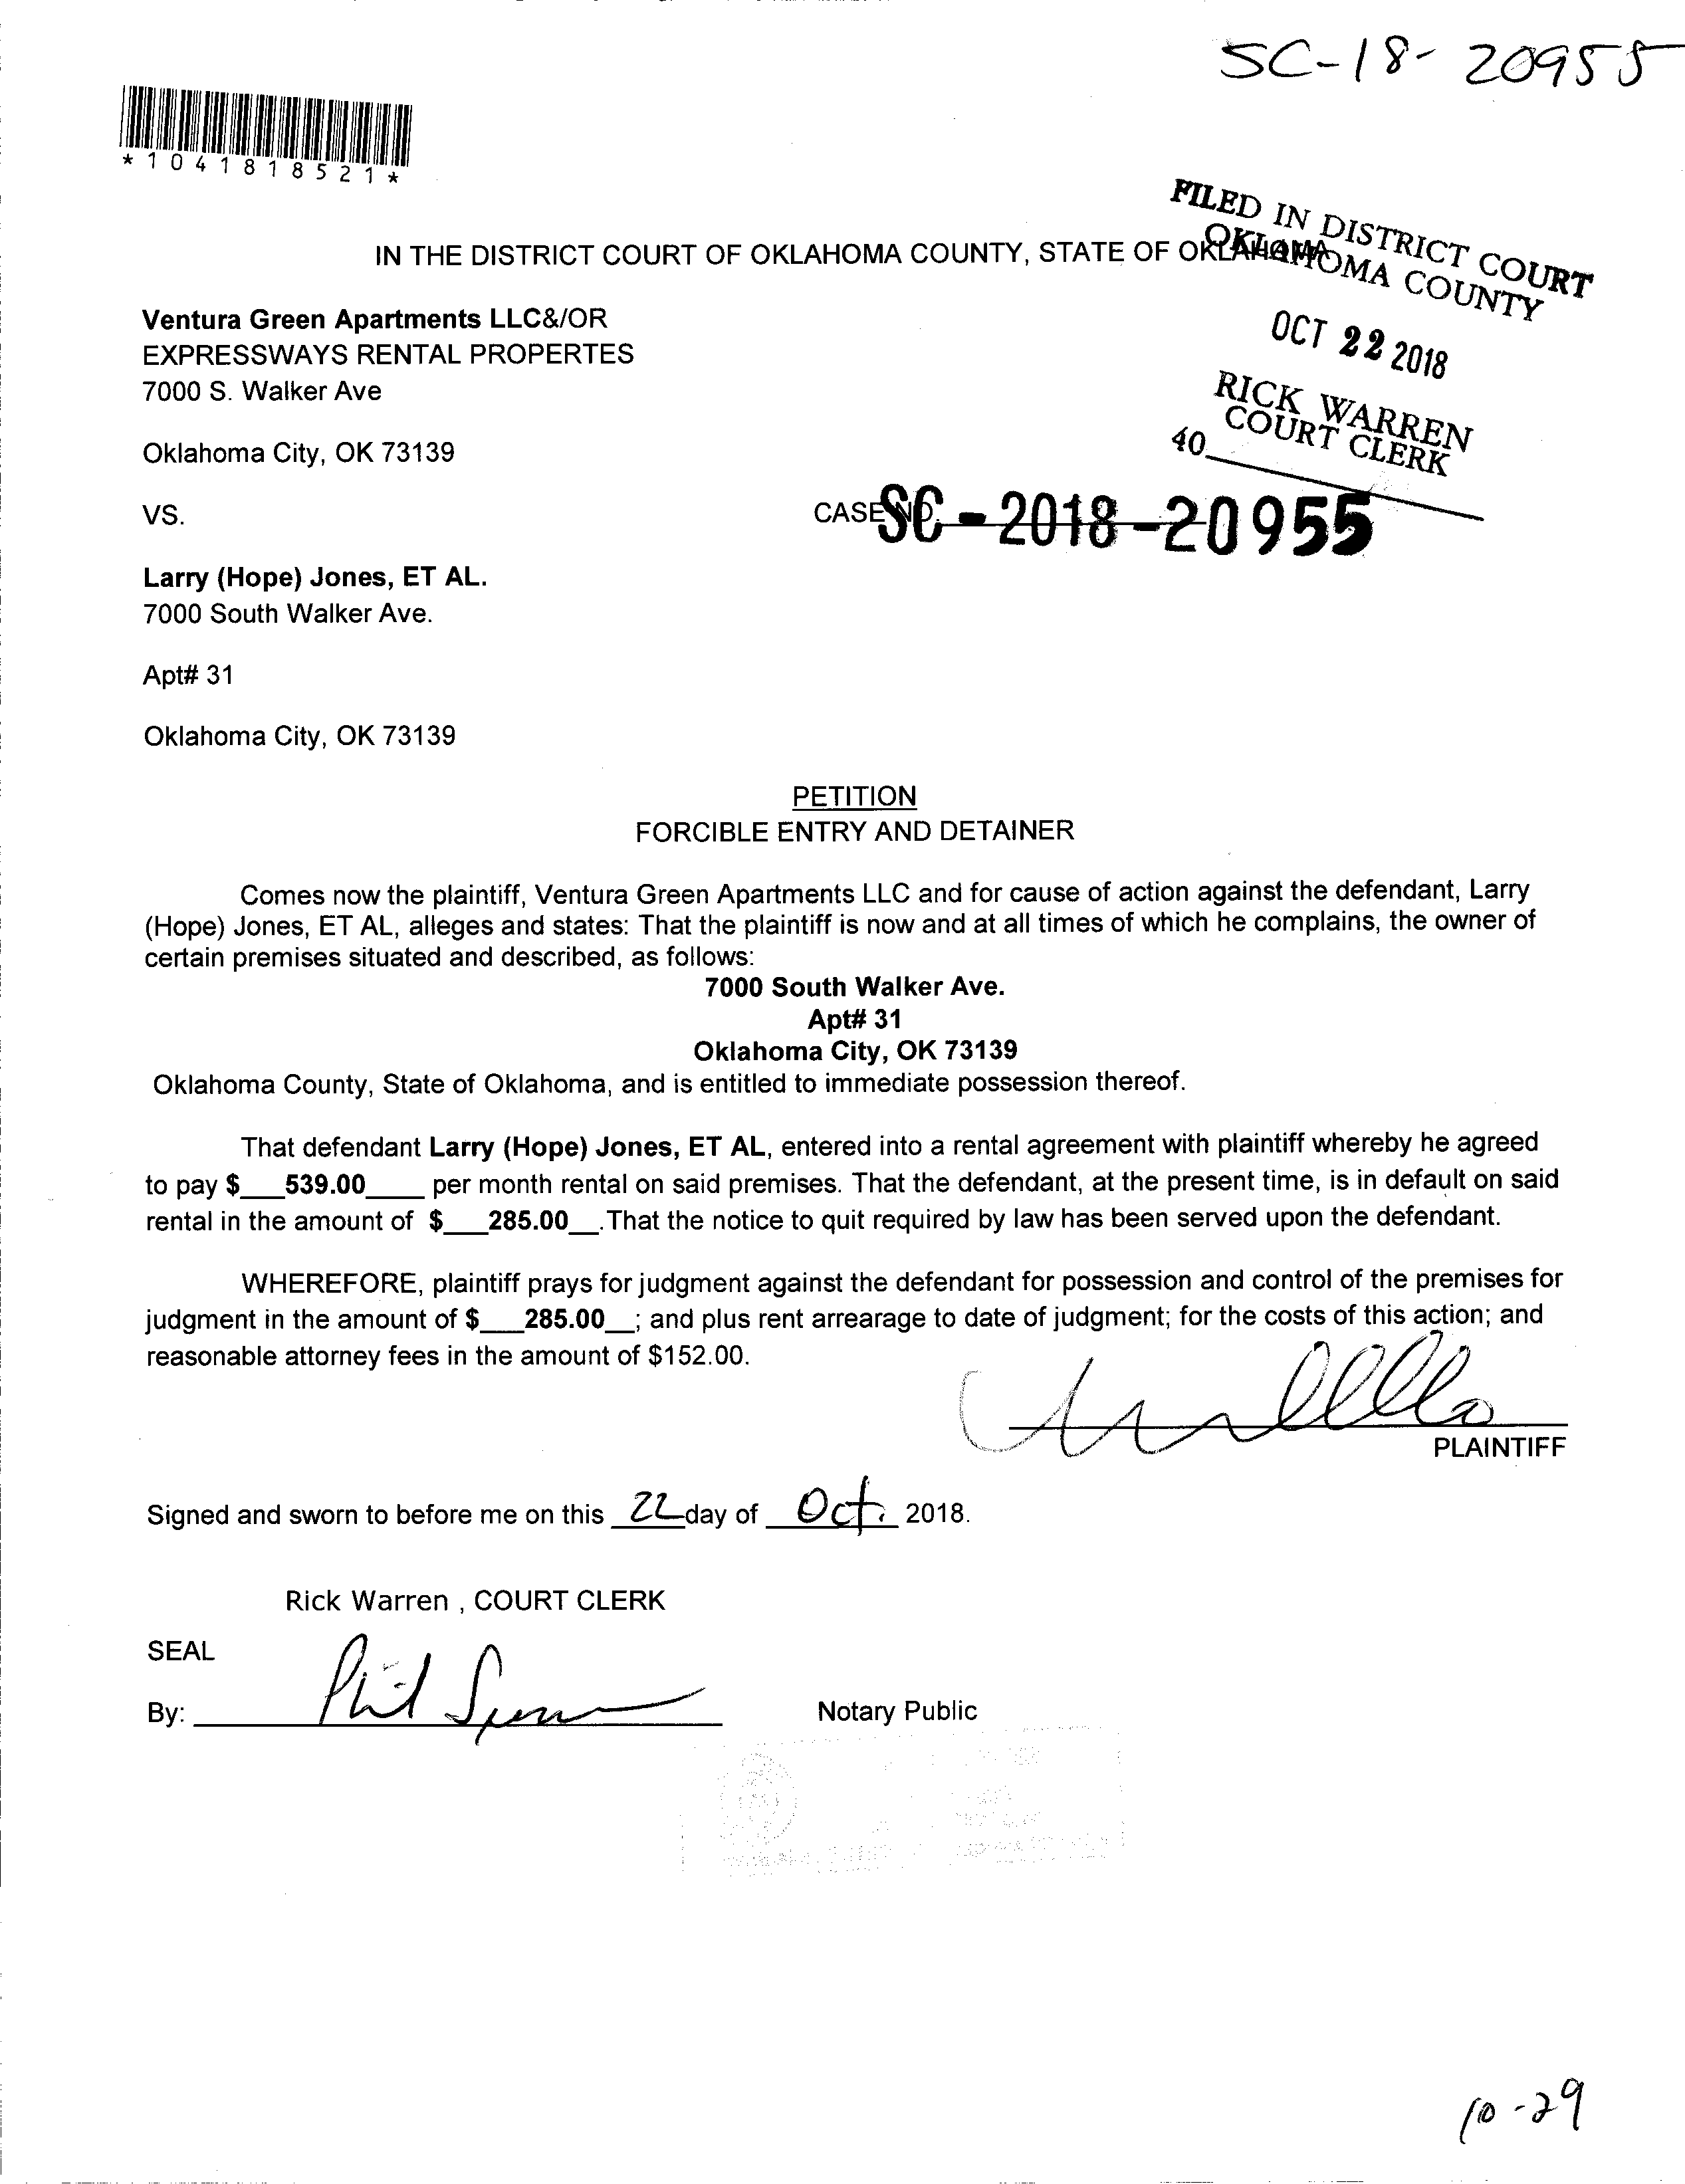 SC-18-20955
*1041818521*
FILED IN DISTRICT COURT
OKLAHOMA COUNTY
IN THE DISTRICT COURT OF OKLAHOMA COUNTY, STATE OF OKLAHOMA
Ventura Green Apartments LLC&/OR
EXPRESSWAYS RENTAL PROPERTES
7000 S. Walker Ave
OCT 22 2018
RICK WARREN
COURT CLERK
40
Oklahoma City, OK 73139
VS.
CASE NO. SC-2018-20955
Larry (Hope) Jones, ET AL.
7000 South Walker Ave.
Apt# 31
Oklahoma City, OK 73139
PETITION
FORCIBLE ENTRY AND DETAINER
Comes now the plaintiff, Ventura Green Apartments LLC and for cause of action against the defendant, Larry
(Hope) Jones, ET AL, alleges and states: That the plaintiff is now and at all times of which he complains, the owner of
certain premises situated and described, as follows:
7000 South Walker Ave.
Apt# 31
Oklahoma City, OK 73139
Oklahoma County, State of Oklahoma, and is entitled to immediate possession thereof.
That defendant Larry (Hope) Jones, ET AL, entered into a rental agreement with plaintiff whereby he agreed
to pay $___539.00____ per month rental on said premises. That the defendant, at the present time, is in default on said
rental in the amount of $___285.00__.That the notice to quit required by law has been served upon the defendant.
WHEREFORE, plaintiff prays for judgment against the defendant for possession and control of the premises for
judgment in the amount of $___285.00__; and plus rent arrearage to date of judgment; for the costs of this action; and
reasonable attorney fees in the amount of $152.00.
PLAINTIFF
Signed and sworn to before me on this 22 day of Oct. 2018.
Rick Warren , COURT CLERK
SEAL
By: Phil
Notary Public
10-29